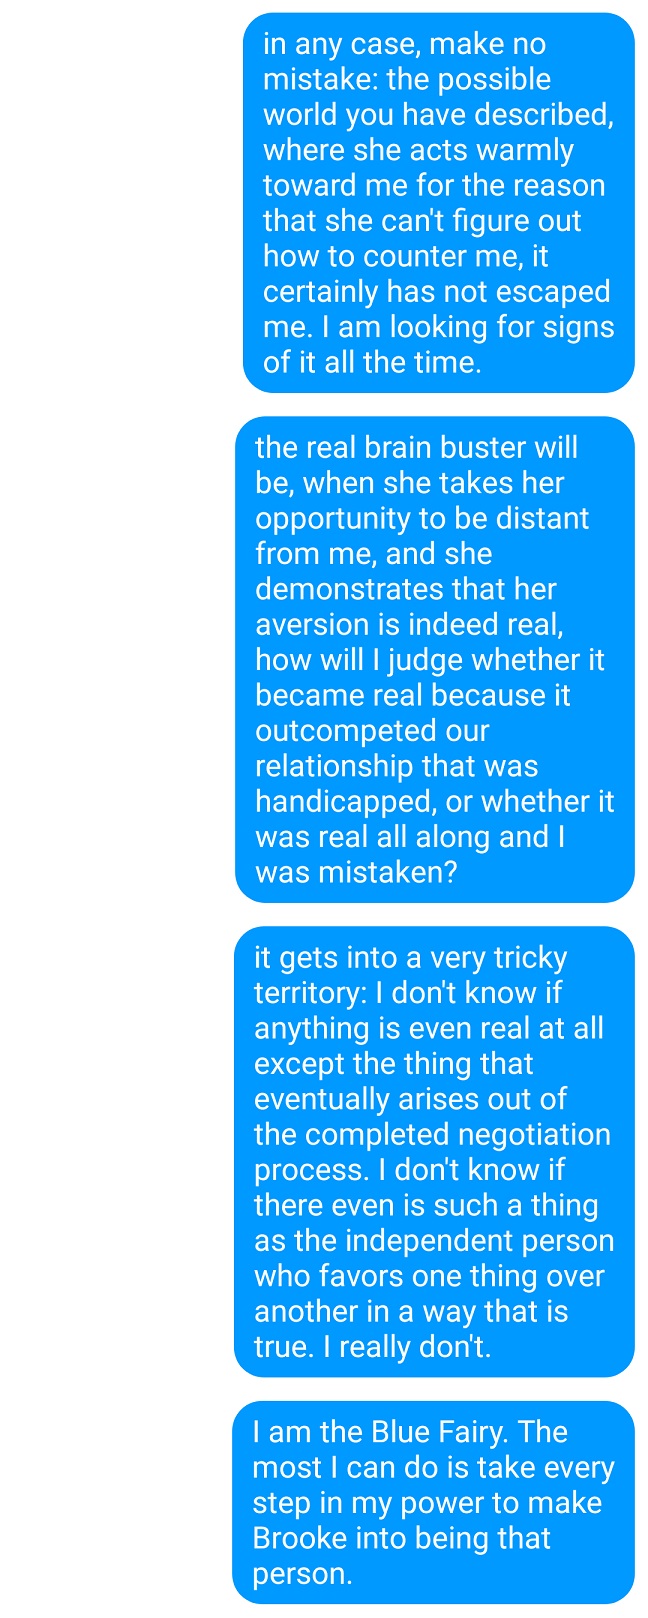 in any case, make no
mistake: the possible
world you have described,
where she acts warmly
toward me for the reason
that she can't figure out
how to counter me, it
certainly has not escaped
me. I am looking for signs
of it all the time.
the real brain buster will
be, when she takes her
opportunity to be distant
from me, and she
demonstrates that her
aversion is indeed real,
how will I judge whether it
became real because it
outcompeted our
relationship that was
handicapped, or whether it
was real all along and I
was mistaken?
it gets into a very tricky
territory: I don't know if
anything is even real at all
except the thing that
eventually arises out of
the completed negotiation
process. I don't know if
there even is such a thing
as the independent person
who favors one thing over
another in a way that is
true. I really don't.
I am the Blue Fairy. The
most I can do is take every
step in my power to make
Brooke into being that
person.